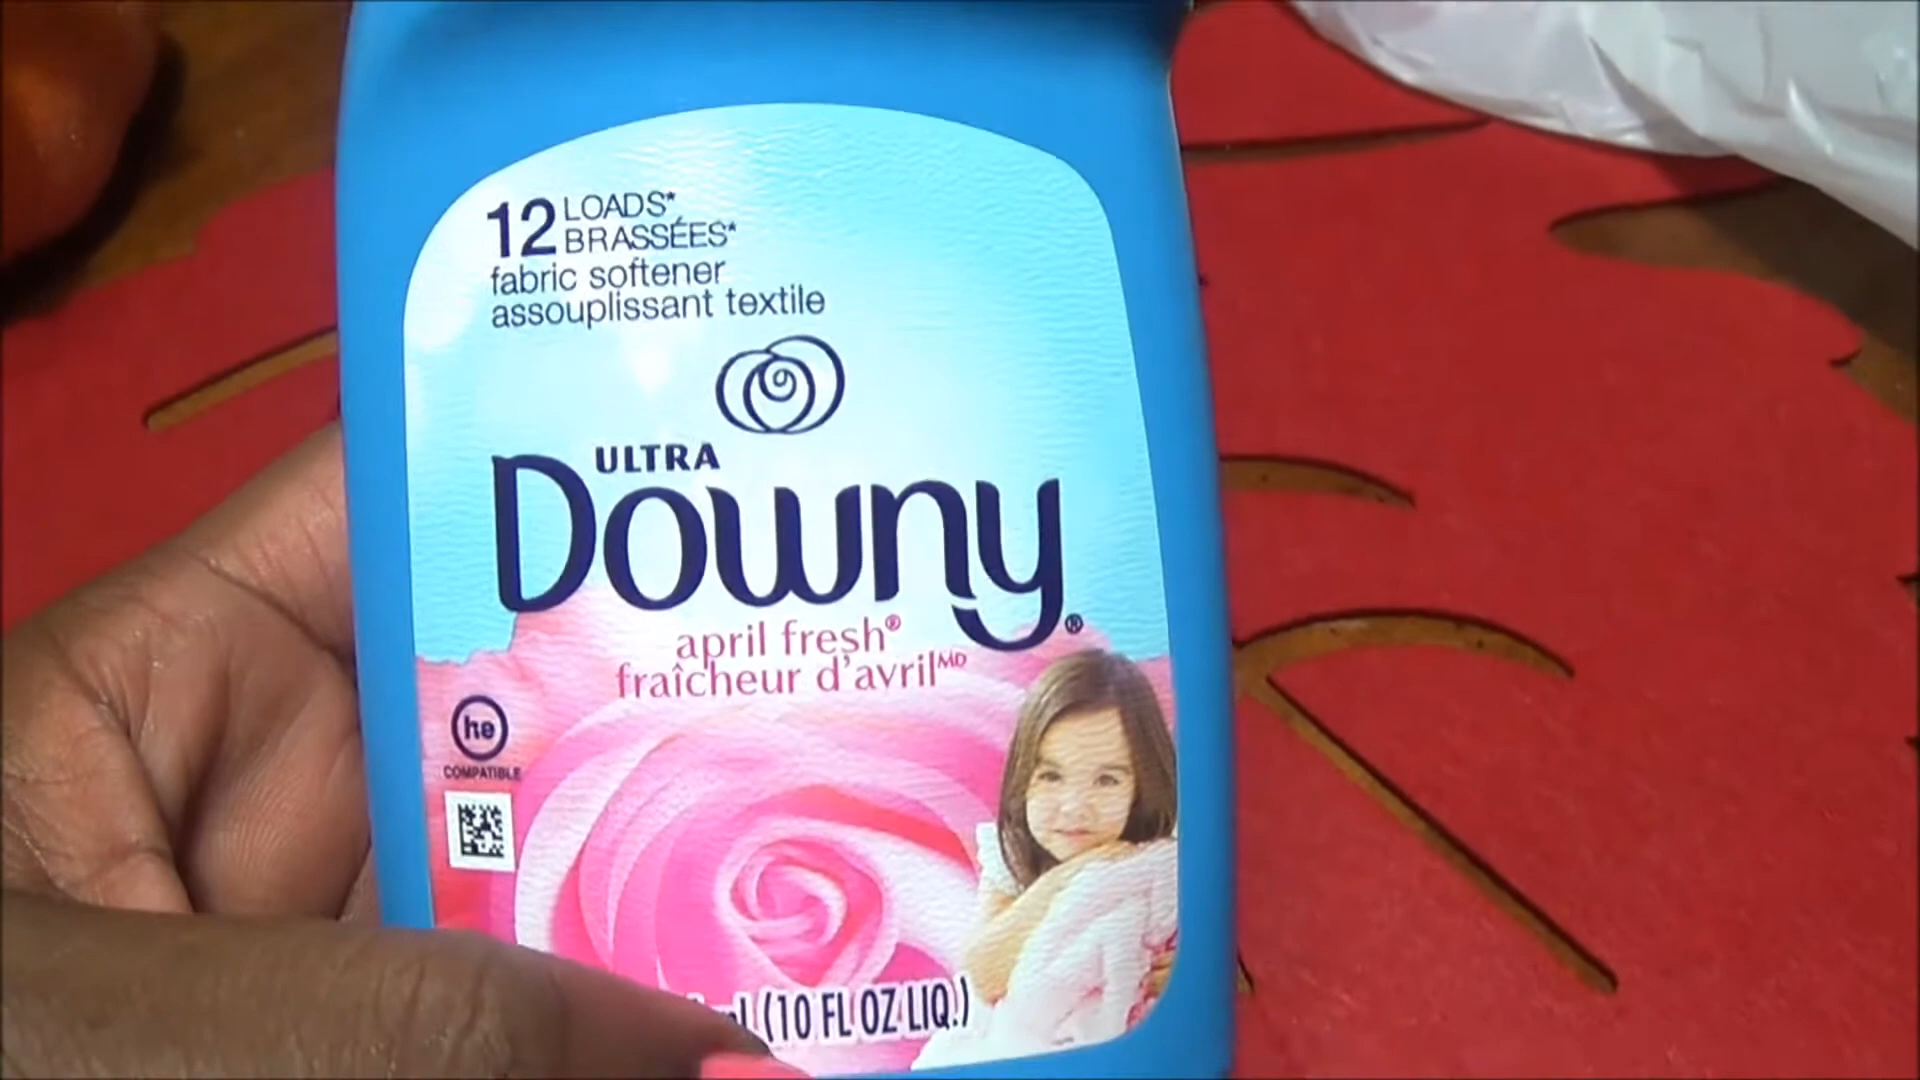 12 LOADS*
BRASSÉES*
fabric softener
assouplissant textile
ULTRA
Downy®
april fresh®
fraîcheur d'avrilMD
he
COMPATIBLE
(10 FL OZ LIQ.)